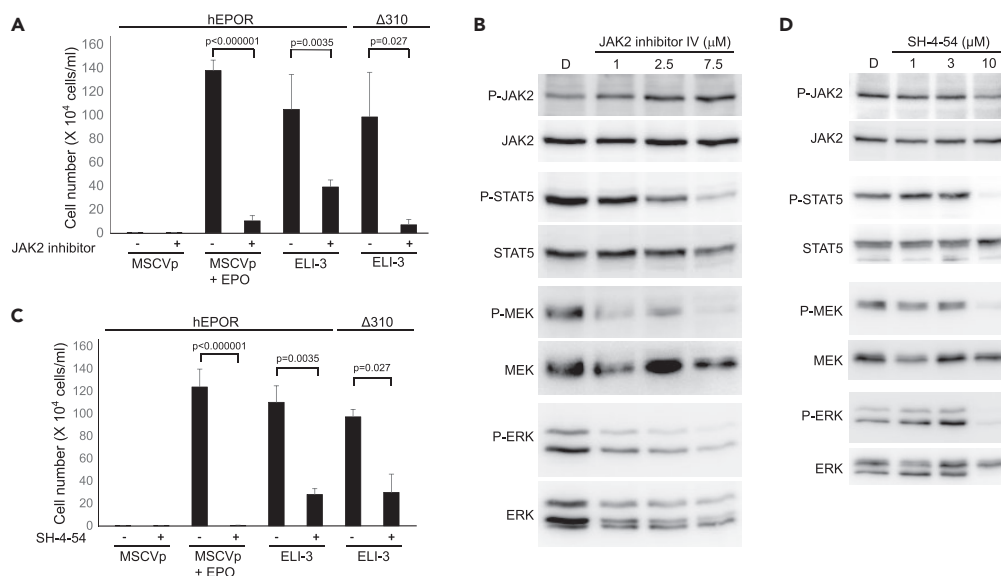 A
hEPOR
Δ310
p<0.000001
p=0.0035
p=0.027
Cell number (X 10⁴ cells/ml)
160
140
120
100
80
60
40
20
0
JAK2 inhibitor
-
+
-
+
-
+
-
+
MSCVp
MSCVp
+ EPO
ELI-3
ELI-3
C
hEPOR
Δ310
p<0.000001
p=0.0035
p=0.027
Cell number (X 10⁴ cells/ml)
160
140
120
100
80
60
40
20
0
SH-4-54
-
+
-
+
-
+
-
+
MSCVp
MSCVp
+ EPO
ELI-3
ELI-3
B
JAK2 inhibitor IV (μM)
D
1
2.5
7.5
P-JAK2
JAK2
P-STAT5
STAT5
P-MEK
MEK
P-ERK
ERK
D
SH-4-54 (μM)
D
1
3
10
P-JAK2
JAK2
P-STAT5
STAT5
P-MEK
MEK
P-ERK
ERK